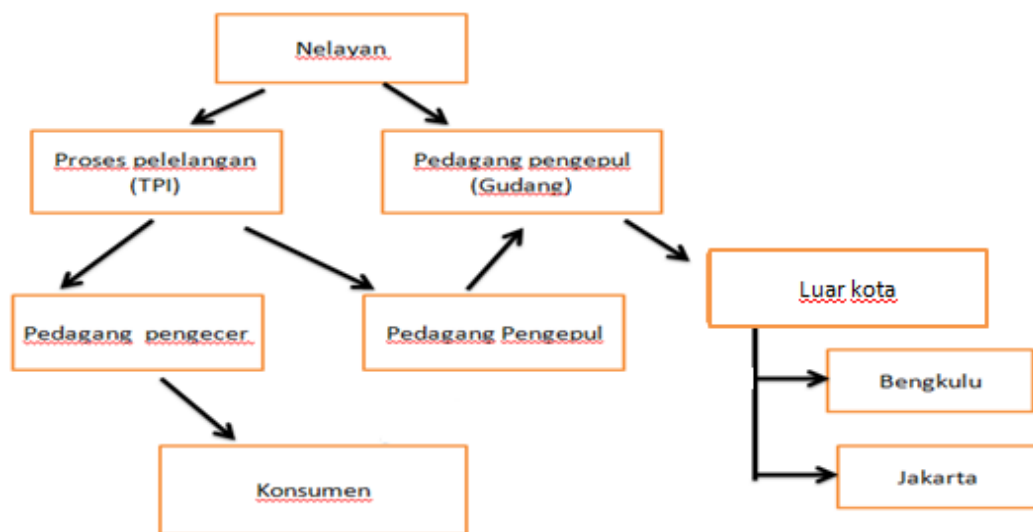 Nelayan
Proses pelelangan
(TPI)
Pedagang pengepul
(Gudang)
Luar kota
Pedagang pengecer
Pedagang Pengepul
Bengkulu
Konsumen
Jakarta